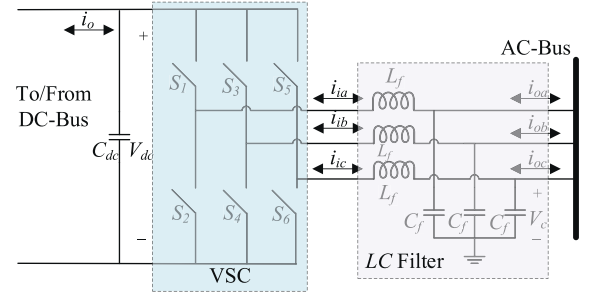 i_o
+
To/From
DC-Bus
C_dc
V_dc
−
S_1
S_3
S_5
S_2
S_4
S_6
VSC
i_ia
i_ib
i_ic
L_f
L_f
L_f
C_f
C_f
C_f
+
V_c
−
LC Filter
AC-Bus
i_oa
i_ob
i_oc